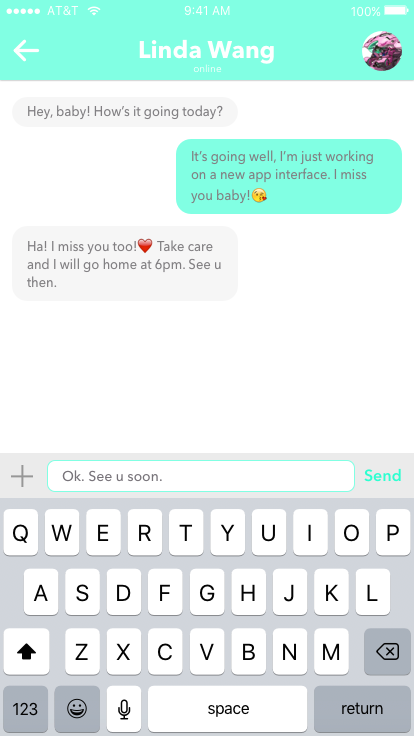 AT&T 9:41 AM 100%
Linda Wang
online
Hey, baby! How's it going today?
It's going well, I'm just working
on a new app interface. I miss
you baby!😘
Ha! I miss you too!❤️ Take care
and I will go home at 6pm. See u
then.
Ok. See u soon. Send
Q W E R T Y U I O P
A S D F G H J K L
Z X C V B N M
123 space return